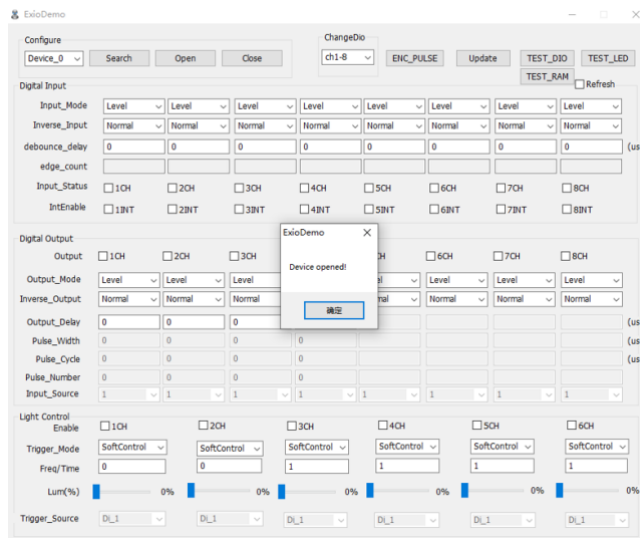 ExioDemo
Configure
ChangeDio
Device_0 Search Open Close ch1-8 ENC_PULSE Update TEST_DIO TEST_LED
TEST_RAM Refresh
Digital Input
Input_Mode Level Level Level Level Level Level Level Level
Inverse_Input Normal Normal Normal Normal Normal Normal Normal Normal
debounce_delay 0 0 0 0 0 0 0 0 (us
edge_count
Input_Status 1CH 2CH 3CH 4CH 5CH 6CH 7CH 8CH
IntEnable 1INT 2INT 3INT 4INT 5INT 6INT 7INT 8INT
ExioDemo
Device opened!
确定
Digital Output
Output 1CH 2CH 3CH 6CH 7CH 8CH
Output_Mode Level Level Level Level Level Level
Inverse_Output Normal Normal Normal Normal Normal Normal
Output_Delay 0 0 0 (us
Pulse_Width 0 0 0 0 (us
Pulse_Cycle 0 0 0 0 (us
Pulse_Number 0 0 0 0
Input_Source 1 1 1 1 1 1 1 1
Light Control
Enable 1CH 2CH 3CH 4CH 5CH 6CH
Trigger_Mode SoftControl SoftControl SoftControl SoftControl SoftControl SoftControl
Freq/Time 0 0 1 1 1 1
Lum(%) 0% 0% 0% 0% 0% 0%
Trigger_Source Di_1 Di_1 Di_1 Di_1 Di_1 Di_1